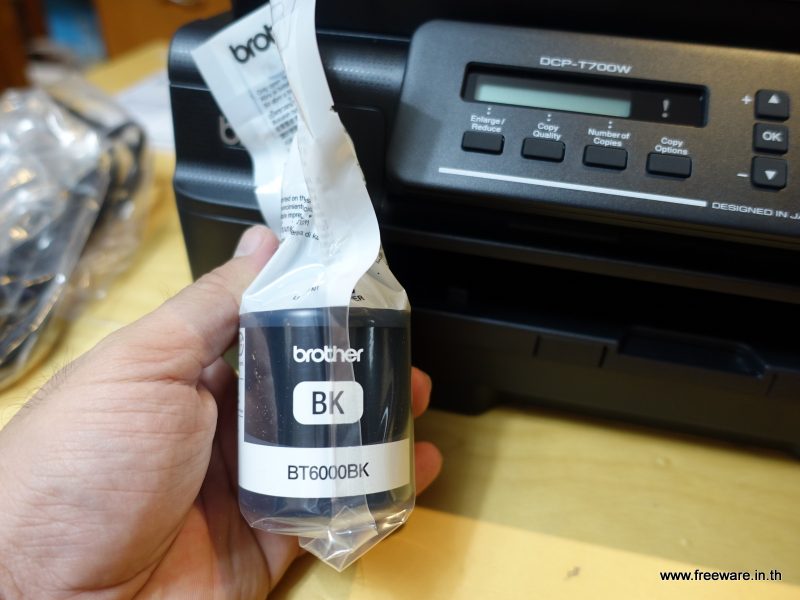 brot
DCP-T700W
!
Enlarge/
Reduce
Copy
Quality
Number of
Copies
Copy
Options
+
▲
OK
-
▼
DESIGNED IN JA
brother
BK
BT6000BK
www.freeware.in.th